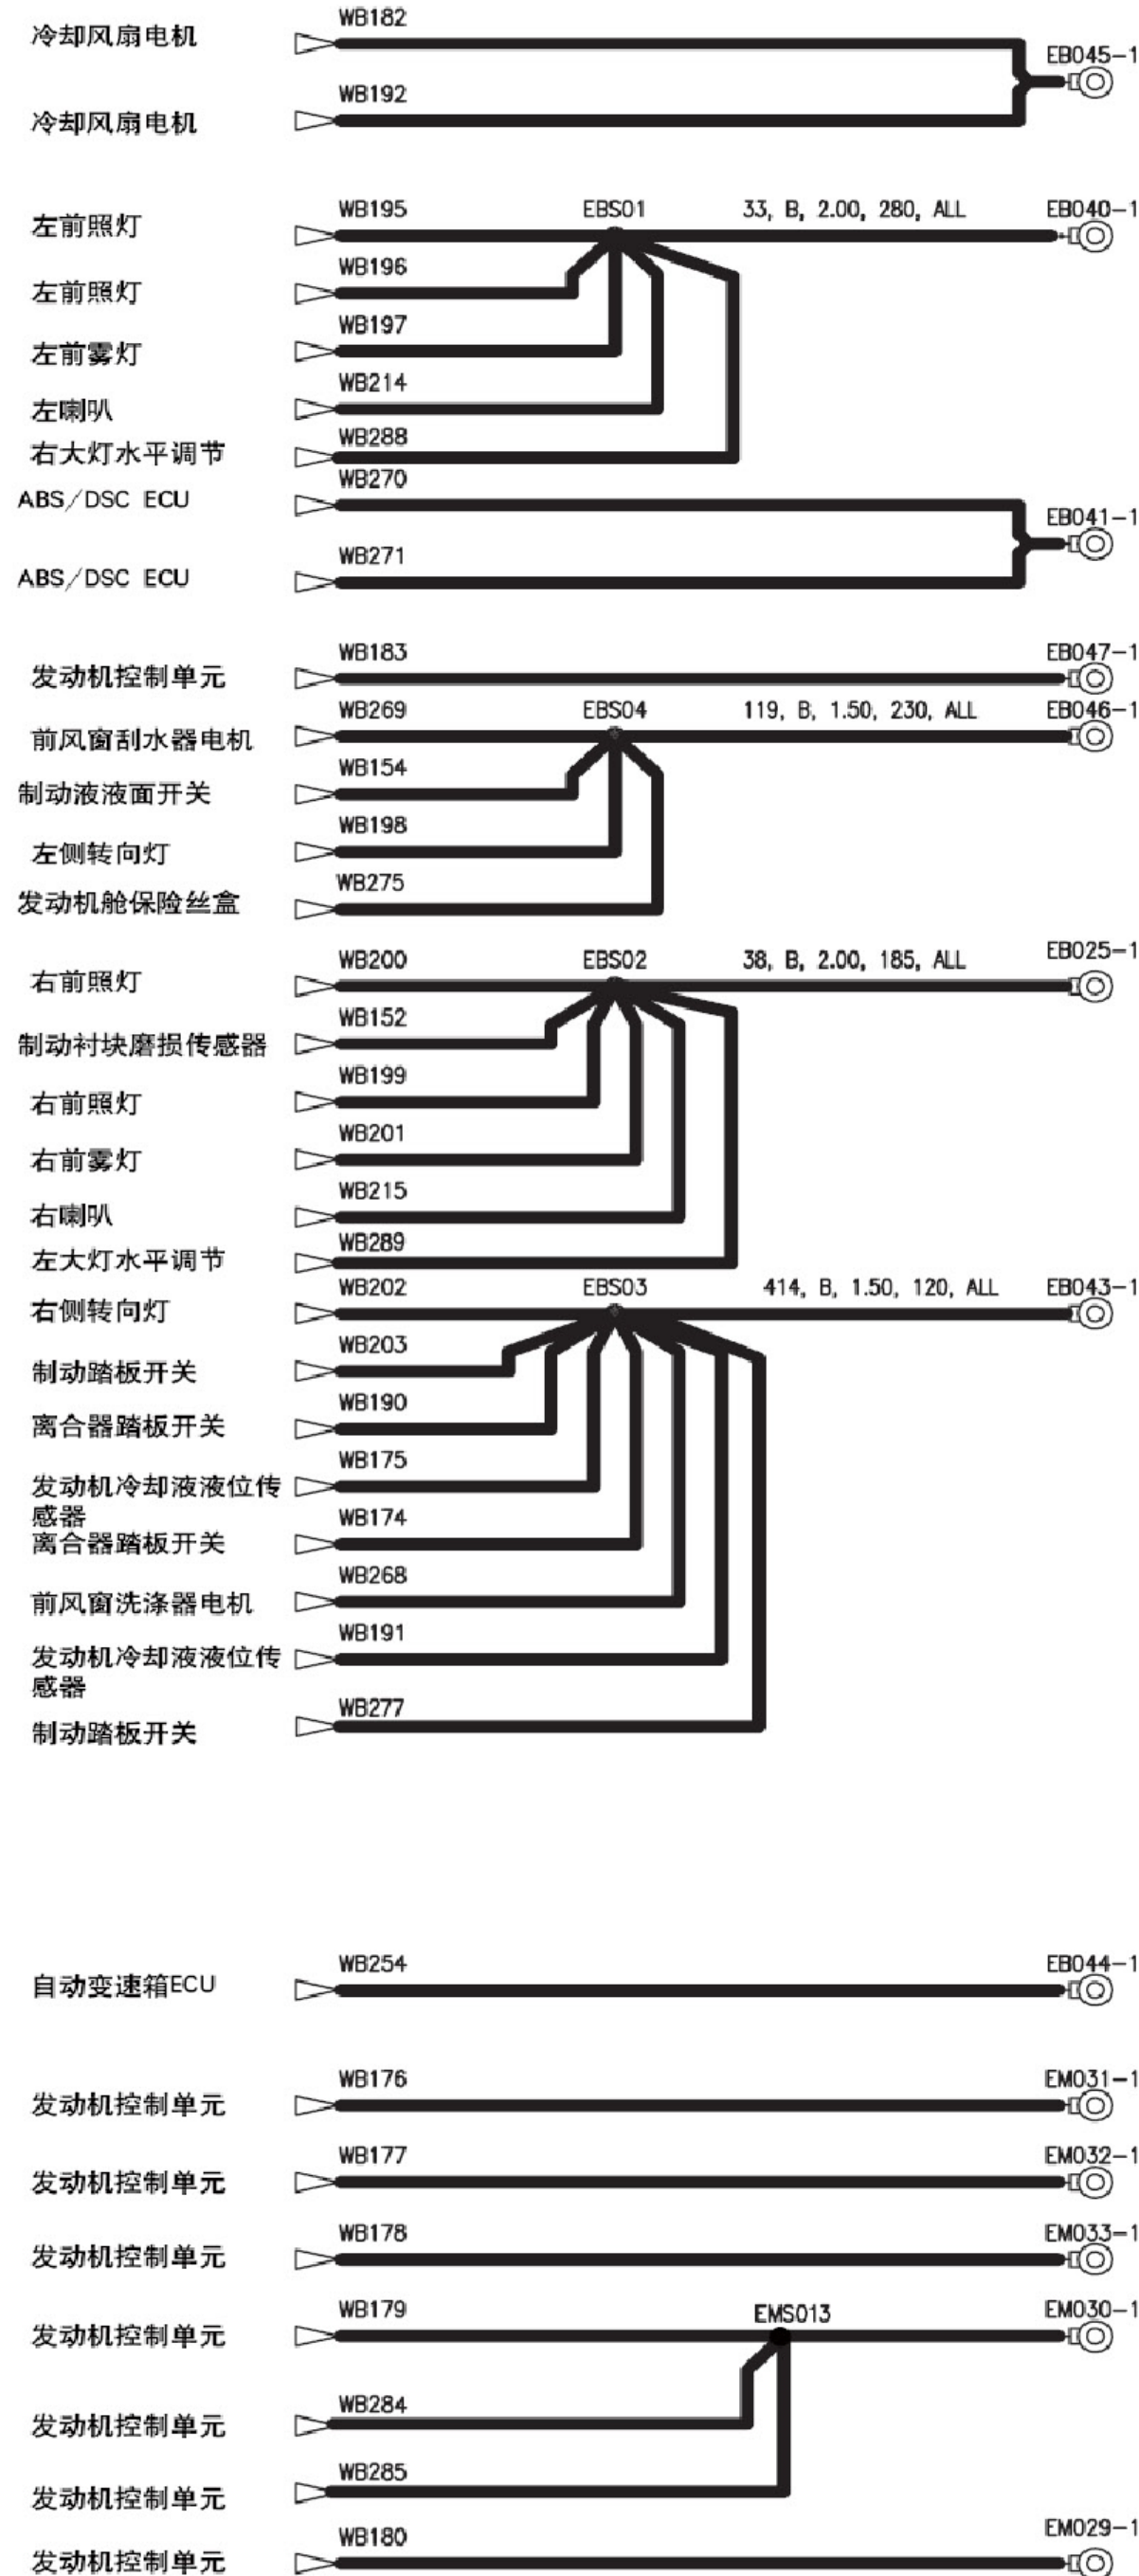 WB182
冷却风扇电机
EB045-1
WB192
冷却风扇电机
WB195 EBS01 33, B, 2.00, 280, ALL EB040-1
左前照灯
WB196
左前照灯
WB197
左前雾灯
WB214
左喇叭
WB288
右大灯水平调节
WB270
ABS/DSC ECU
EB041-1
WB271
ABS/DSC ECU
WB183 EB047-1
发动机控制单元
WB269 EBS04 119, B, 1.50, 230, ALL EB046-1
前风窗刮水器电机
WB154
制动液液面开关
WB198
左侧转向灯
WB275
发动机舱保险丝盒
WB200 EBS02 38, B, 2.00, 185, ALL EB025-1
右前照灯
WB152
制动衬块磨损传感器
WB199
右前照灯
WB201
右前雾灯
WB215
右喇叭
WB289
左大灯水平调节
WB202 EBS03 414, B, 1.50, 120, ALL EB043-1
右侧转向灯
WB203
制动踏板开关
WB190
离合器踏板开关
WB175
发动机冷却液液位传
感器
WB174
离合器踏板开关
WB268
前风窗洗涤器电机
WB191
发动机冷却液液位传
感器
WB277
制动踏板开关
WB254 EB044-1
自动变速箱ECU
WB176 EM031-1
发动机控制单元
WB177 EM032-1
发动机控制单元
WB178 EM033-1
发动机控制单元
WB179 EMS013 EM030-1
发动机控制单元
WB284
发动机控制单元
WB285
发动机控制单元
WB180 EM029-1
发动机控制单元